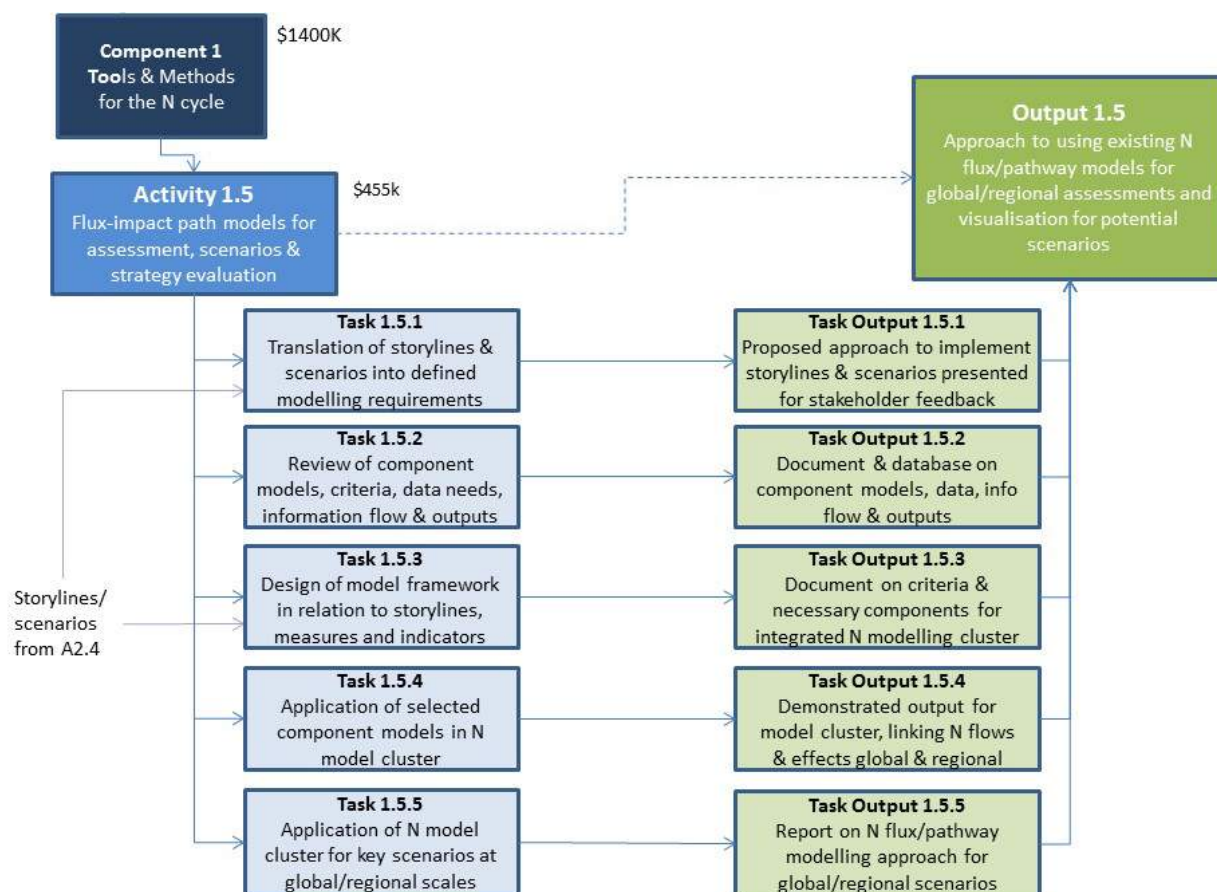 Component 1
Tools & Methods
for the N cycle
$1400K
Activity 1.5
Flux-impact path models for
assessment, scenarios &
strategy evaluation
$455k
Output 1.5
Approach to using existing N
flux/pathway models for
global/regional assessments and
visualisation for potential
scenarios
Task 1.5.1
Translation of storylines &
scenarios into defined
modelling requirements
Task Output 1.5.1
Proposed approach to implement
storylines & scenarios presented
for stakeholder feedback
Task 1.5.2
Review of component
models, criteria, data needs,
information flow & outputs
Task Output 1.5.2
Document & database on
component models, data, info
flow & outputs
Storylines/
scenarios
from A2.4
Task 1.5.3
Design of model framework
in relation to storylines,
measures and indicators
Task Output 1.5.3
Document on criteria &
necessary components for
integrated N modelling cluster
Task 1.5.4
Application of selected
component models in N
model cluster
Task Output 1.5.4
Demonstrated output for
model cluster, linking N flows
& effects global & regional
Task 1.5.5
Application of N model
cluster for key scenarios at
global/regional scales
Task Output 1.5.5
Report on N flux/pathway
modelling approach for
global/regional scenarios